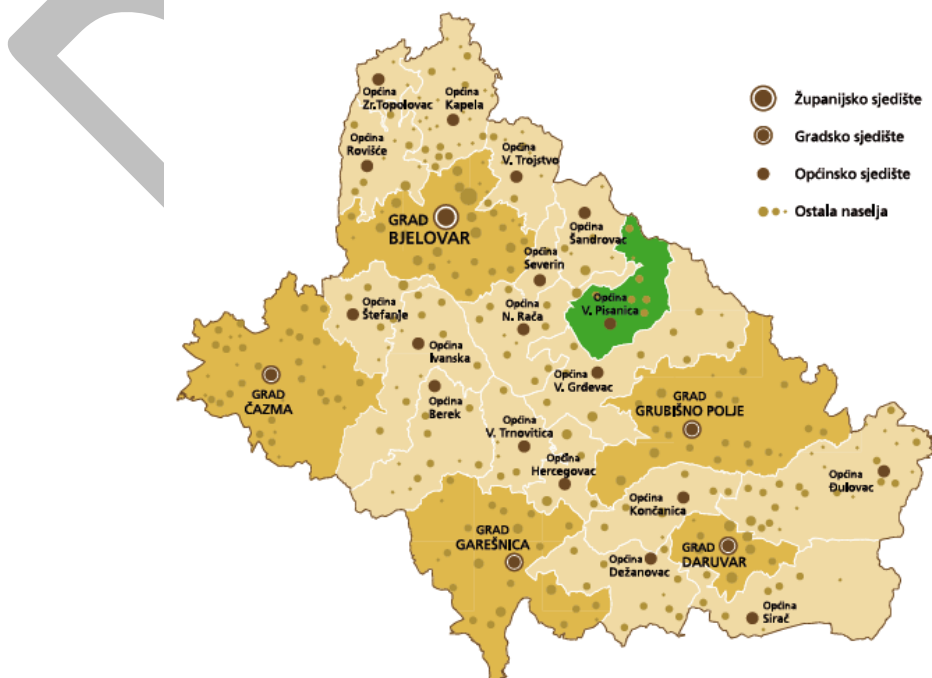 Općina
Zr. Topolovac
Općina
Kapela
Općina
Rovišće
Općina
V. Trojstvo
GRAD
BJELOVAR
Općina
Šandrovac
Općina
Severin
Općina
Štefanje
Općina
N. Rača
Općina
V. Pisanica
Općina
Ivanska
GRAD
ČAZMA
Općina
Berek
Općina
V. Grđevac
GRAD
GRUBIŠNO POLJE
Općina
V. Trnovitica
Općina
Hercegovac
Općina
Đulovac
Općina
Končanica
GRAD
GAREŠNICA
Općina
Dežanovac
GRAD
DARUVAR
Općina
Sirač
Županijsko sjedište
Gradsko sjedište
Općinsko sjedište
Ostala naselja